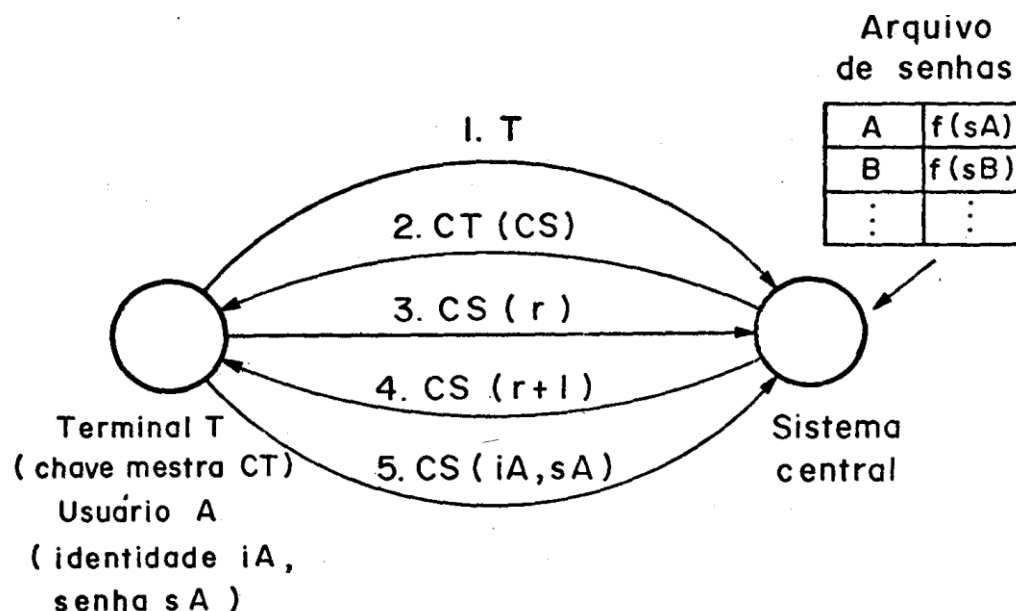 Arquivo
de senhas
A f(sA)
B f(sB)
⋮ ⋮
1. T
2. CT (CS)
3. CS ( r )
4. CS (r+1)
5. CS ( iA, sA )
Terminal T
( chave mestra CT )
Usuário A
( identidade iA,
senha sA )
Sistema
central